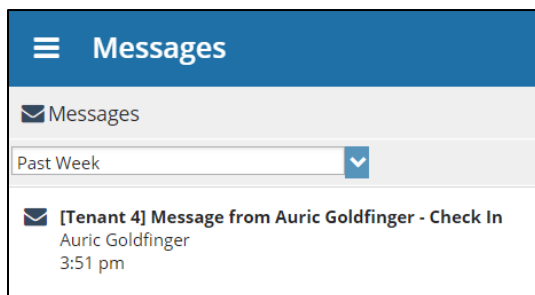 Messages
Messages
Past Week
[Tenant 4] Message from Auric Goldfinger - Check In
Auric Goldfinger
3:51 pm